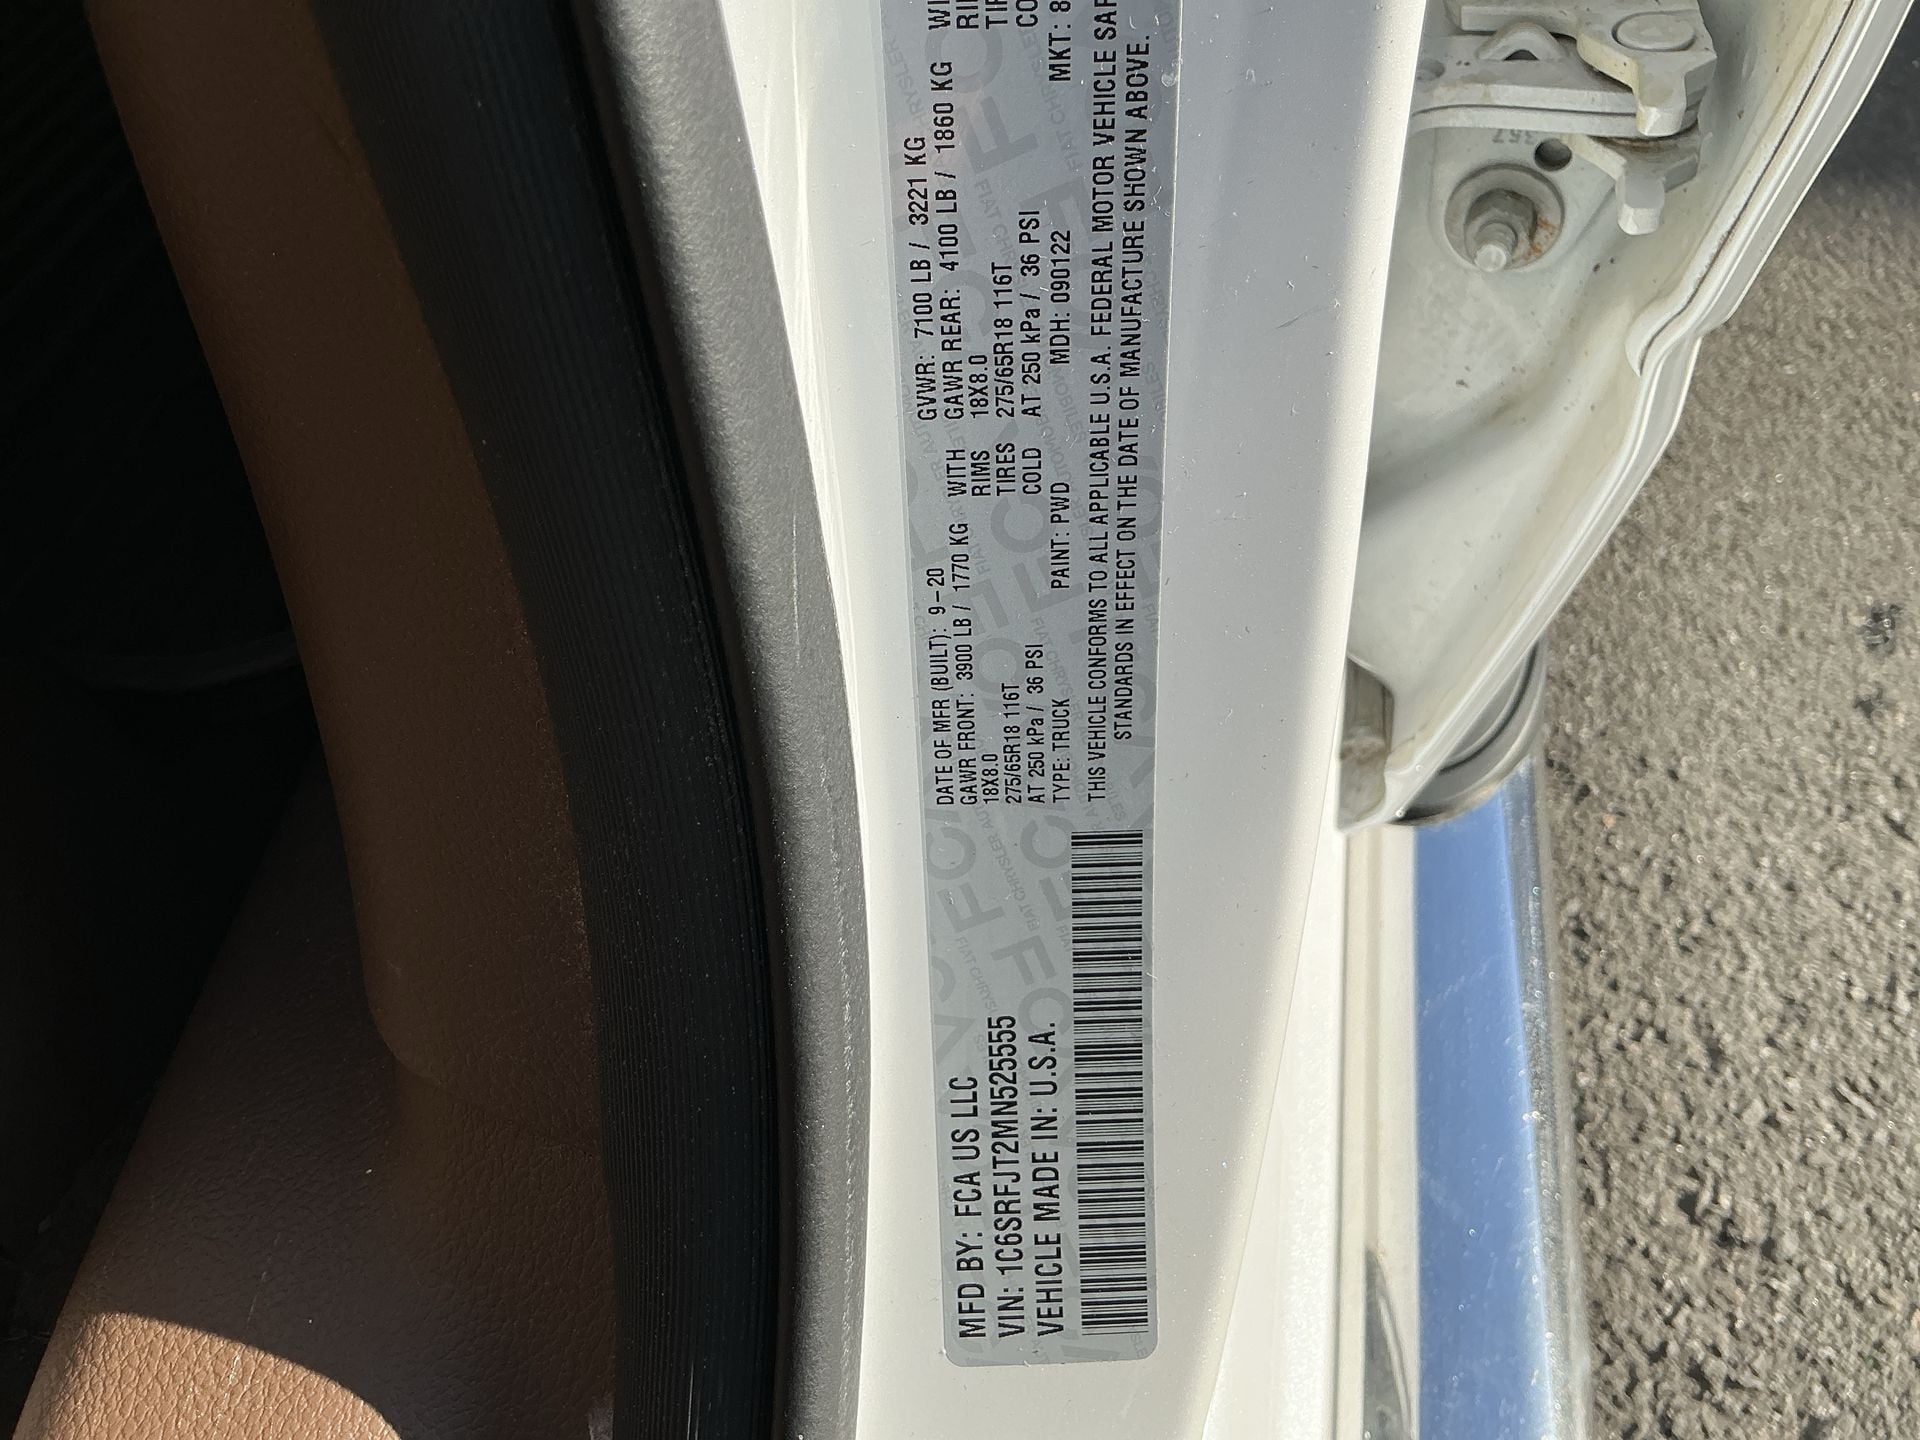 MFD BY: FCA US LLC
VIN: 1C6SRFJT2MN525555
VEHICLE MADE IN: U.S.A.
DATE OF MFR (BUILT): 9-20 GVWR: 7100 LB / 3221 KG
GAWR FRONT: 3900 LB / 1770 KG WITH GAWR REAR: 4100 LB / 1860 KG
18X8.0 RIMS 18X8.0
275/65R18 116T TIRES 275/65R18 116T
AT 250 kPa / 36 PSI COLD AT 250 kPa / 36 PSI
TYPE: TRUCK PAINT: PWD MDH: 090122 MKT: 8
THIS VEHICLE CONFORMS TO ALL APPLICABLE U.S.A. FEDERAL MOTOR VEHICLE
STANDARDS IN EFFECT ON THE DATE OF MANUFACTURE SHOWN ABOVE.